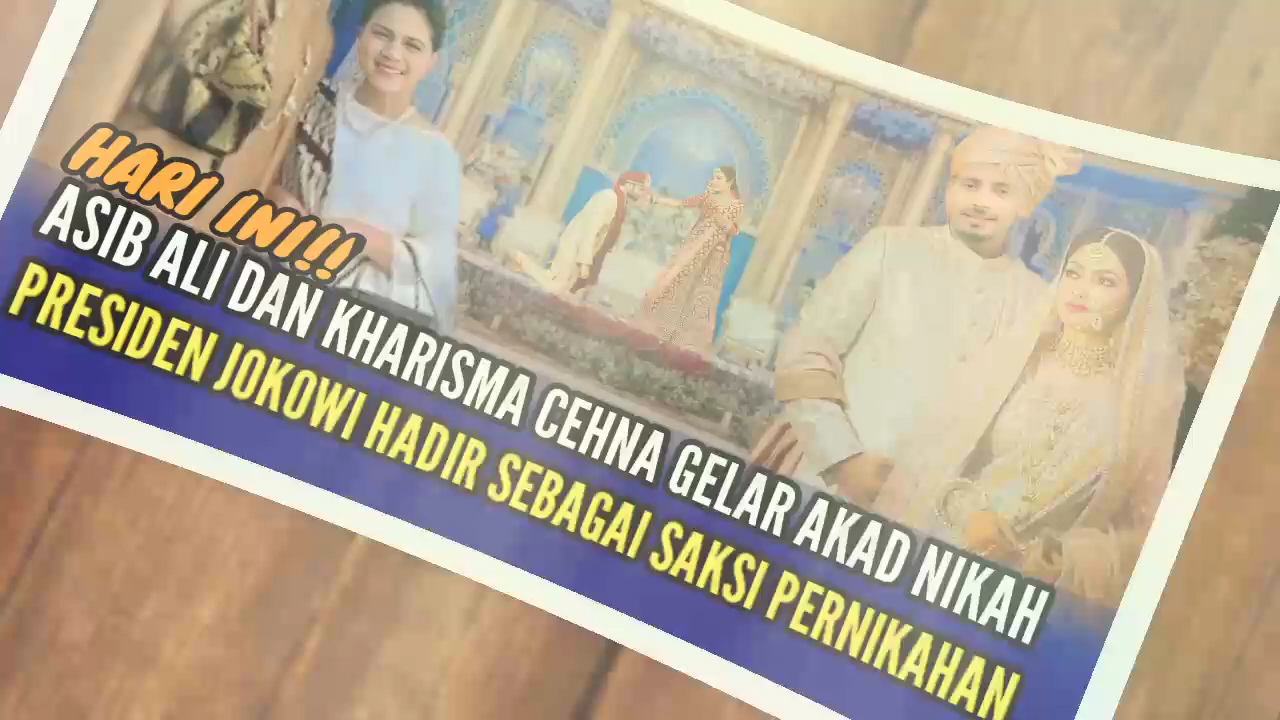 HARI INI!!!
ASIB ALI DAN KHARISMA CEHNA GELAR AKAD NIKAH
PRESIDEN JOKOWI HADIR SEBAGAI SAKSI PERNIKAHAN